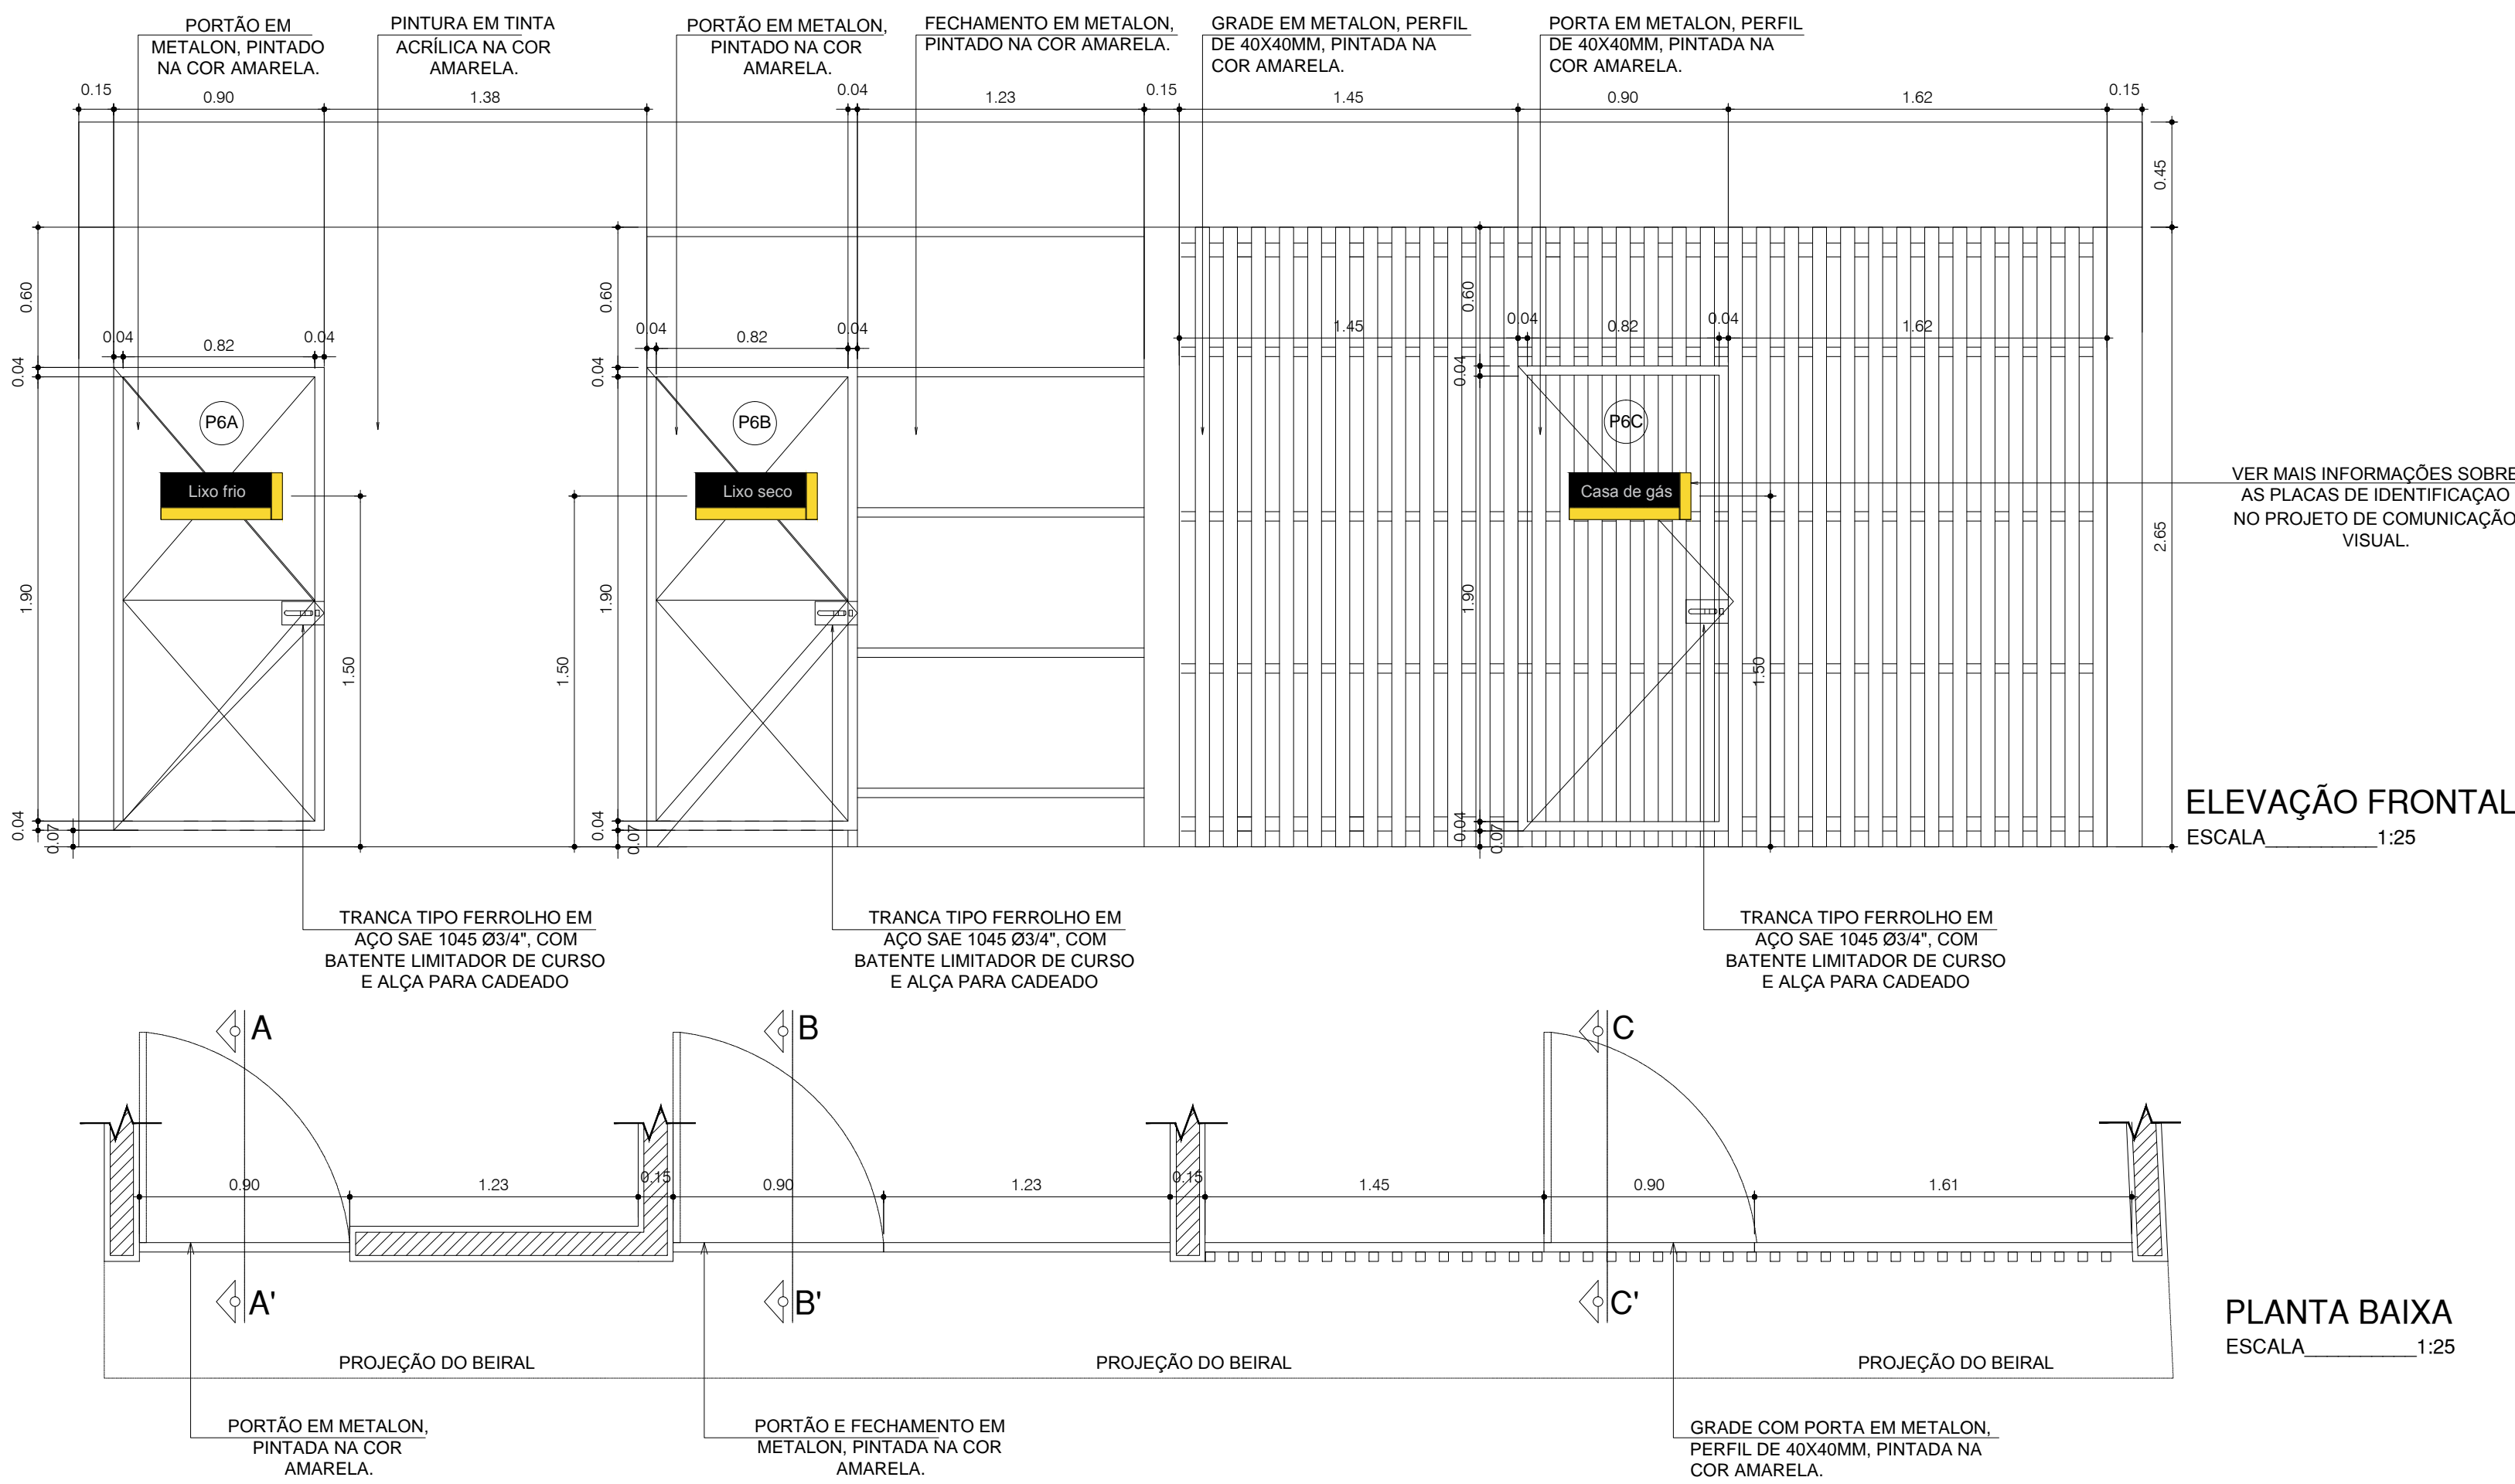 PORTÃO EM
METALON, PINTADO
NA COR AMARELA.
PINTURA EM TINTA
ACRÍLICA NA COR
AMARELA.
PORTÃO EM METALON,
PINTADO NA COR
AMARELA.
FECHAMENTO EM METALON,
PINTADO NA COR AMARELA.
GRADE EM METALON, PERFIL
DE 40X40MM, PINTADA NA
COR AMARELA.
PORTA EM METALON, PERFIL
DE 40X40MM, PINTADA NA
COR AMARELA.
0.15 0.90 1.38 0.04 1.23 0.15 1.45 0.90 1.62 0.15
0.45
0.60 0.60 0.60
0.04 0.82 0.04 0.04 0.82 0.04 1.45 0.04 0.82 0.04 1.62
0.04 0.04 0.04
P6A P6B P6C
Lixo frio Lixo seco Casa de gás
VER MAIS INFORMAÇÕES SOBRE
AS PLACAS DE IDENTIFICAÇAO
NO PROJETO DE COMUNICAÇÃO
VISUAL.
2.65
1.90 1.90 1.90
1.50 1.50 1.50
0.04 0.07 0.04 0.07 0.04 0.07
ELEVAÇÃO FRONTAL
ESCALA__________1:25
TRANCA TIPO FERROLHO EM
AÇO SAE 1045 Ø3/4", COM
BATENTE LIMITADOR DE CURSO
E ALÇA PARA CADEADO
TRANCA TIPO FERROLHO EM
AÇO SAE 1045 Ø3/4", COM
BATENTE LIMITADOR DE CURSO
E ALÇA PARA CADEADO
TRANCA TIPO FERROLHO EM
AÇO SAE 1045 Ø3/4", COM
BATENTE LIMITADOR DE CURSO
E ALÇA PARA CADEADO
A B C
0.90 1.23 0.15 0.90 1.23 0.15 1.45 0.90 1.61
A' B' C'
PLANTA BAIXA
ESCALA__________1:25
PROJEÇÃO DO BEIRAL PROJEÇÃO DO BEIRAL PROJEÇÃO DO BEIRAL
PORTÃO EM METALON,
PINTADA NA COR
AMARELA.
PORTÃO E FECHAMENTO EM
METALON, PINTADA NA COR
AMARELA.
GRADE COM PORTA EM METALON,
PERFIL DE 40X40MM, PINTADA NA
COR AMARELA.